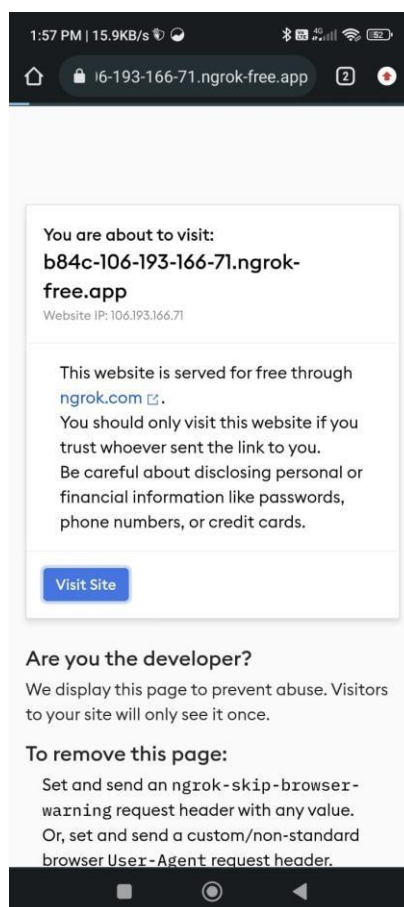 1:57 PM | 15.9KB/s
4G
52
16-193-166-71.ngrok-free.app
2
You are about to visit:
b84c-106-193-166-71.ngrok-
free.app
Website IP: 106.193.166.71
This website is served for free through
ngrok.com.
You should only visit this website if you
trust whoever sent the link to you.
Be careful about disclosing personal or
financial information like passwords,
phone numbers, or credit cards.
Visit Site
Are you the developer?
We display this page to prevent abuse. Visitors
to your site will only see it once.
To remove this page:
Set and send an ngrok-skip-browser-
warning request header with any value.
Or, set and send a custom/non-standard
browser User-Agent request header.